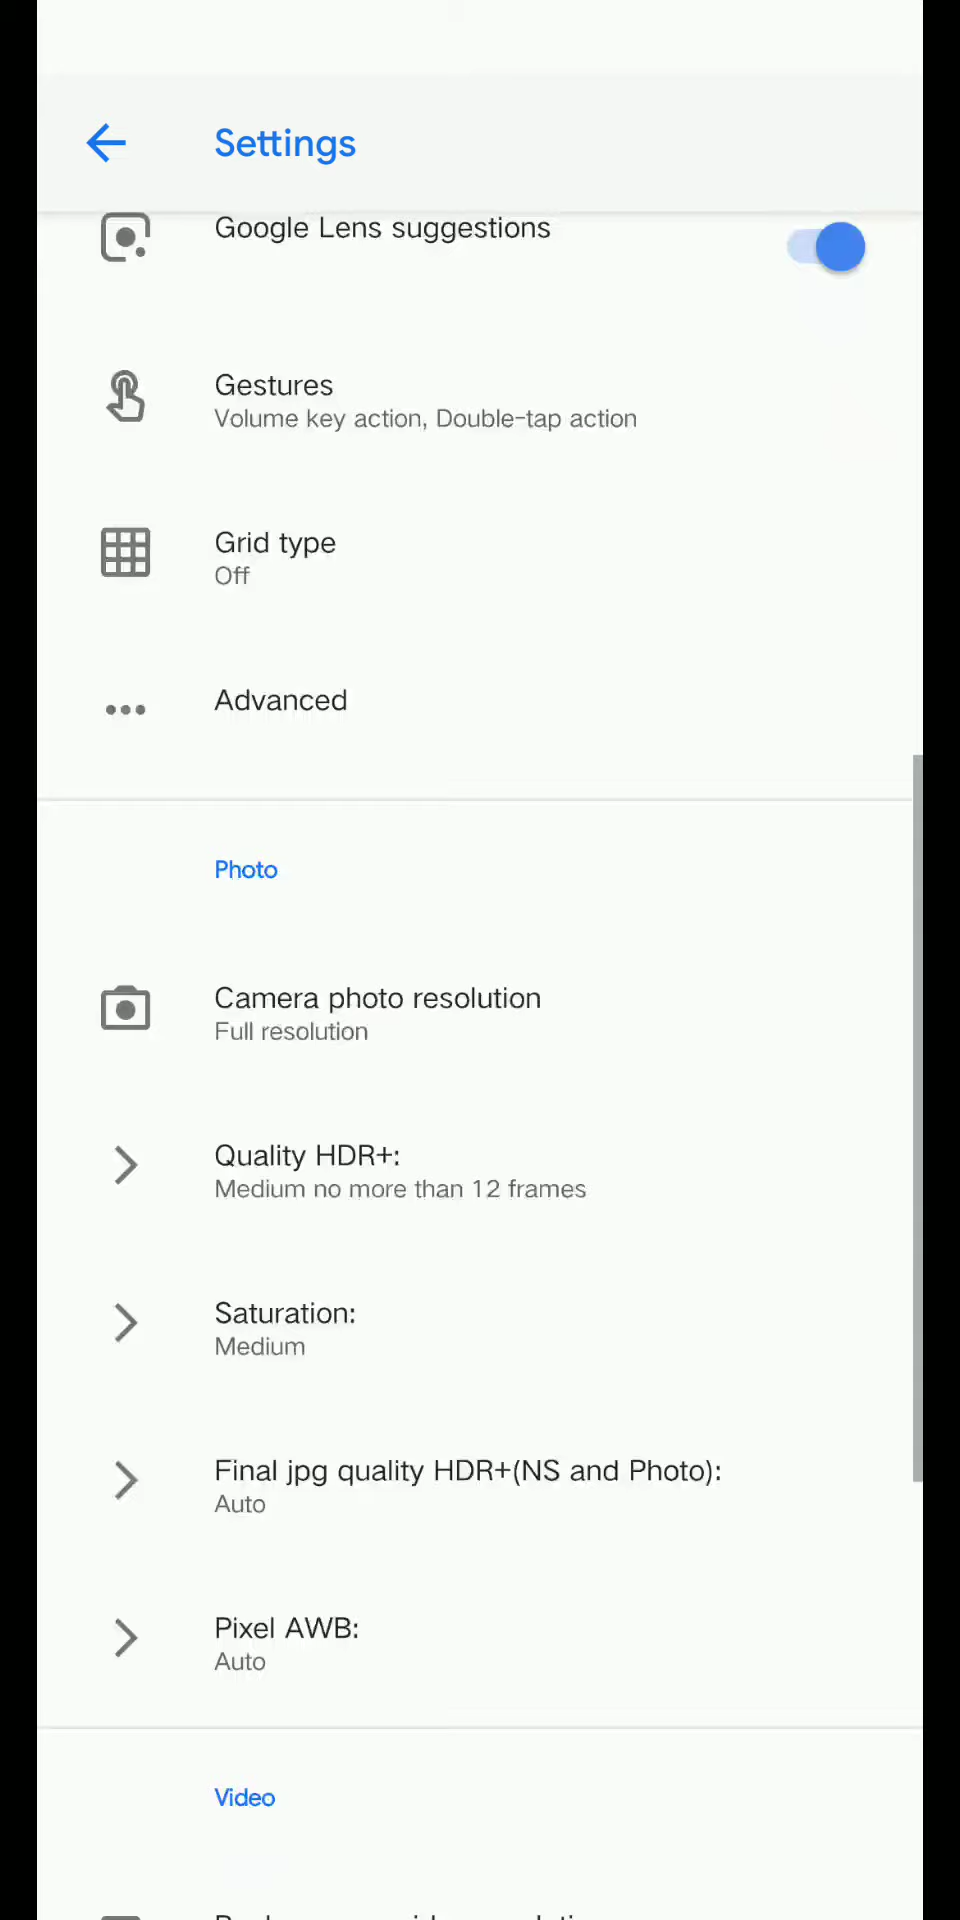 Settings
Google Lens suggestions
Gestures
Volume key action, Double-tap action
Grid type
Off
Advanced
Photo
Camera photo resolution
Full resolution
Quality HDR+:
Medium no more than 12 frames
Saturation:
Medium
Final jpg quality HDR+(NS and Photo):
Auto
Pixel AWB:
Auto
Video